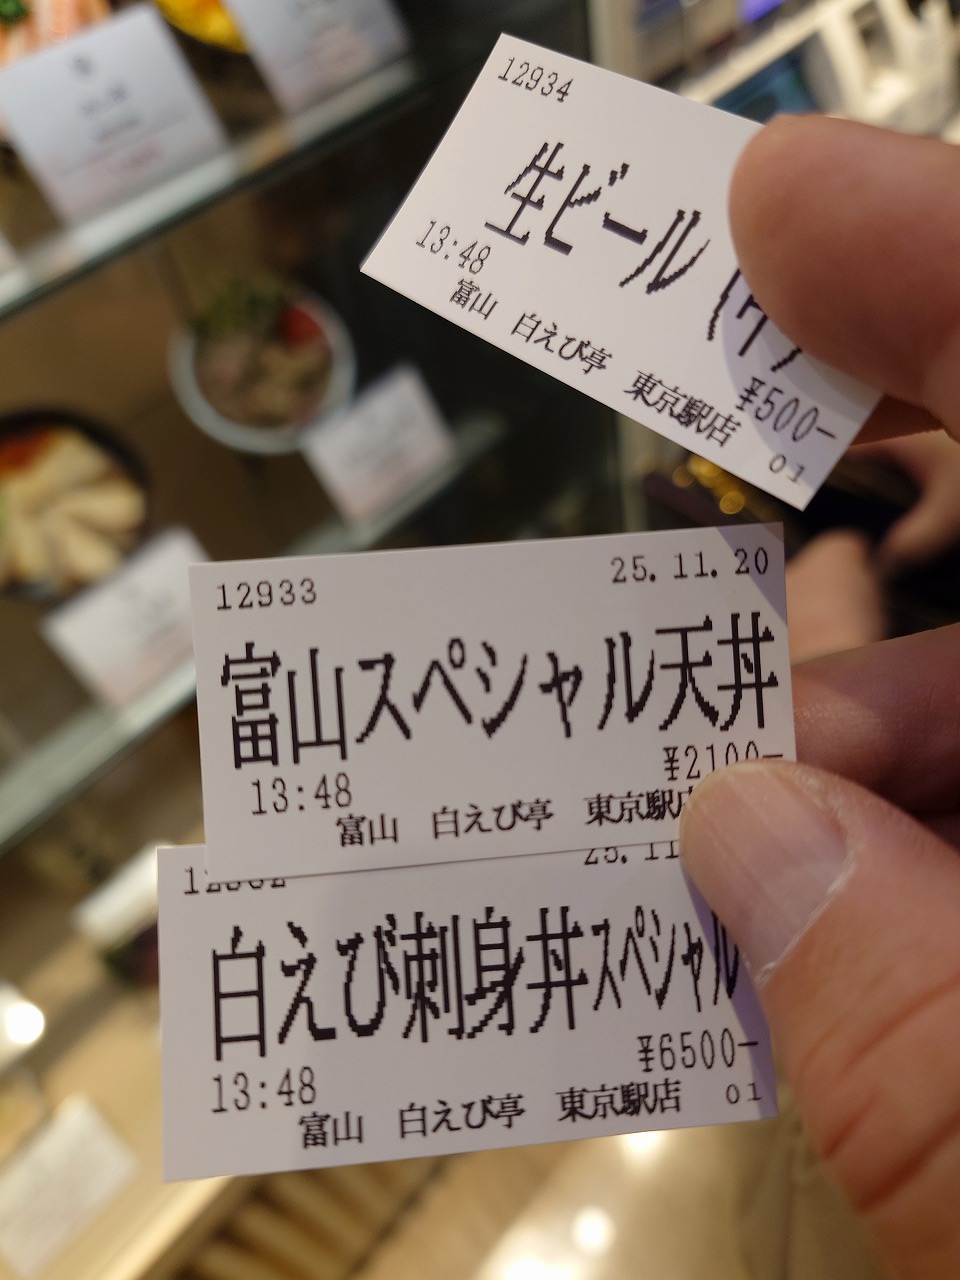 12934
生ビール
13:48
¥500-
富山 白えび亭 東京駅店
01
12933
25.11.20
富山スペシャル天丼
¥2100-
13:48
富山 白えび亭 東京駅店
25.11
白えび刺身丼スペシャル
¥6500-
13:48
富山 白えび亭 東京駅店
01